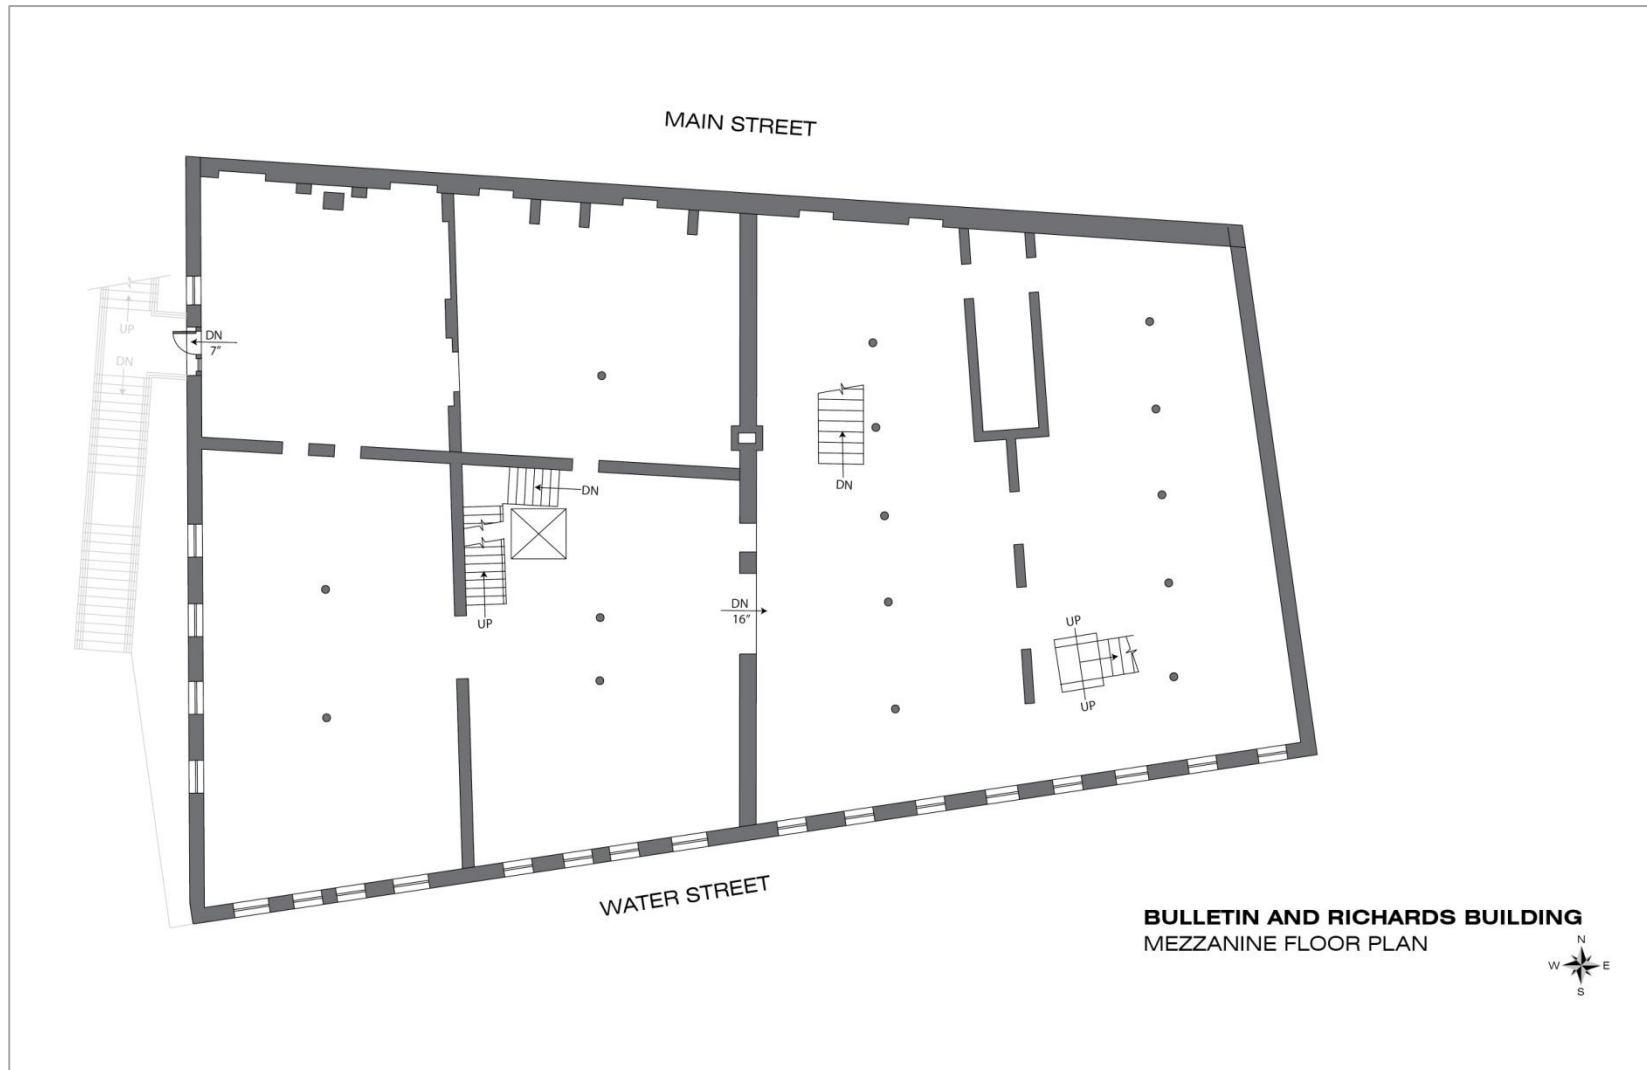 MAIN STREET
UP
DN
DN
7"
DN
UP
DN
DN
16"
UP
UP
WATER STREET
BULLETIN AND RICHARDS BUILDING
MEZZANINE FLOOR PLAN
N
W E
S